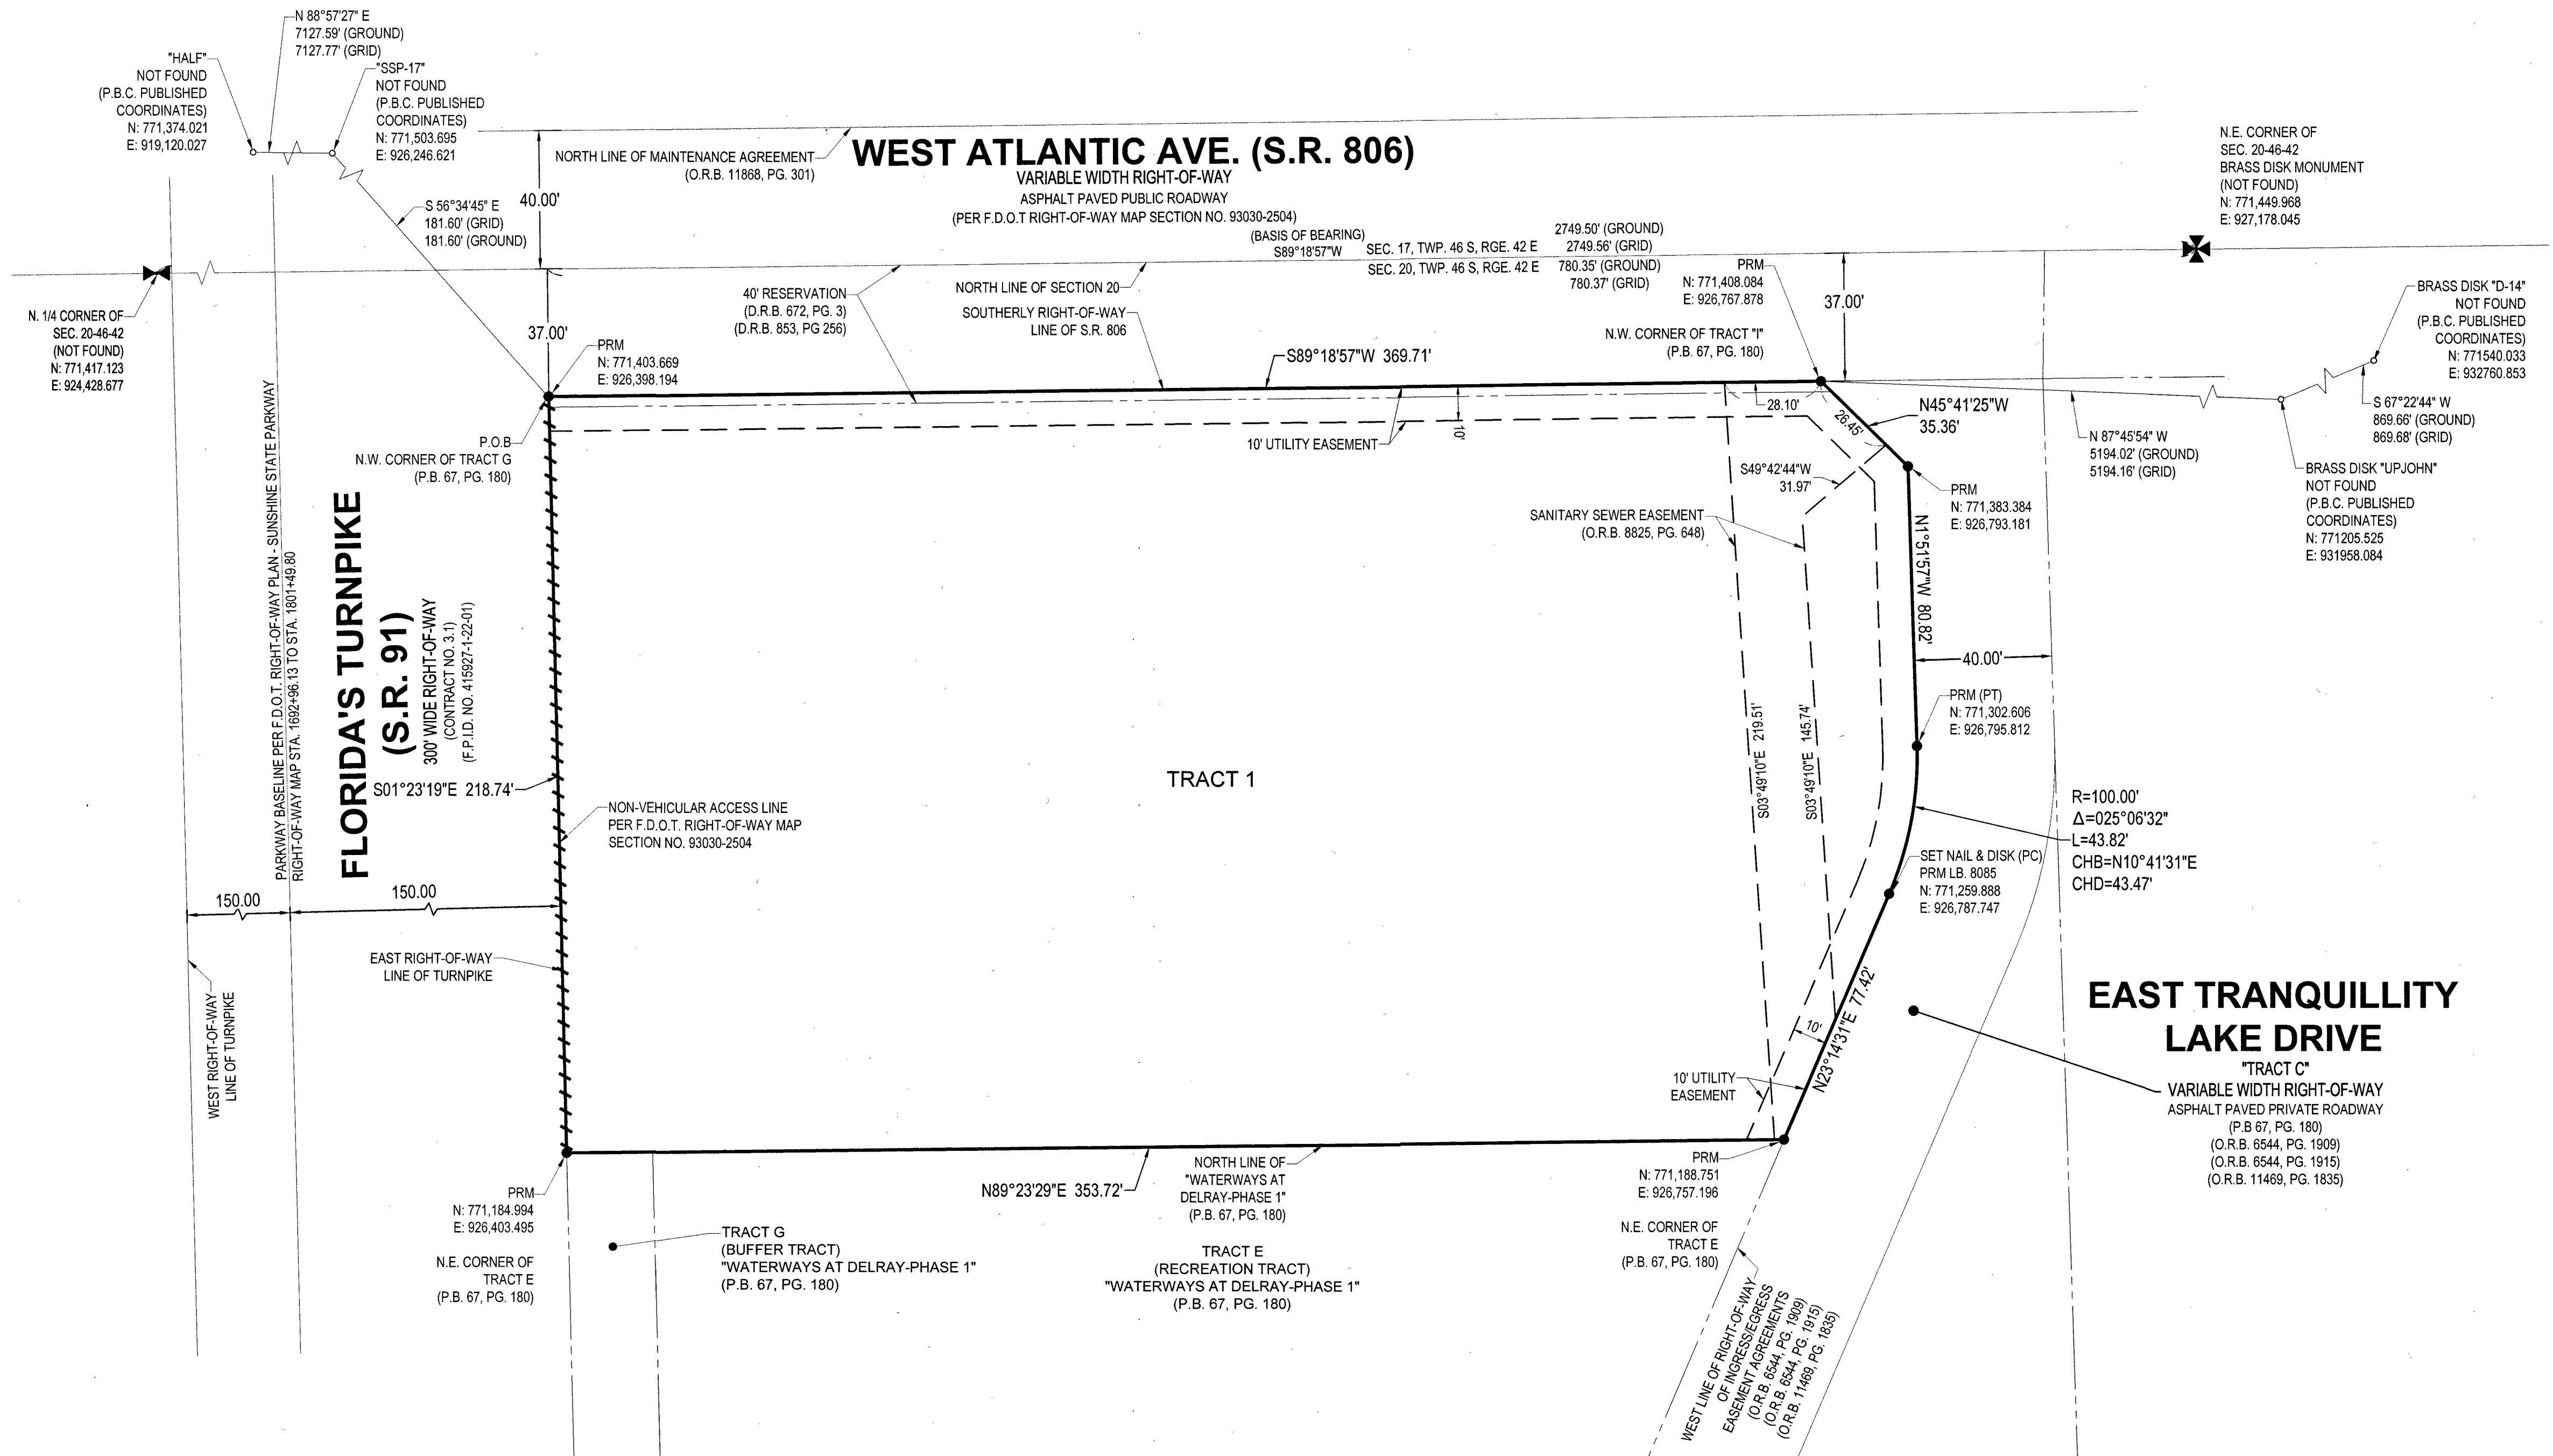 N 88°57'27" E
7127.59' (GROUND)
7127.77' (GRID)
"HALF"
NOT FOUND
(P.B.C. PUBLISHED
COORDINATES)
N: 771,374.021
E: 919,120.027
"SSP-17"
NOT FOUND
(P.B.C. PUBLISHED
COORDINATES)
N: 771,503.695
E: 926,246.621
S 56°34'45" E
181.60' (GRID)
181.60' (GROUND)
40.00'
NORTH LINE OF MAINTENANCE AGREEMENT
(O.R.B. 11868, PG. 301)
WEST ATLANTIC AVE. (S.R. 806)
VARIABLE WIDTH RIGHT-OF-WAY
ASPHALT PAVED PUBLIC ROADWAY
(PER F.D.O.T RIGHT-OF-WAY MAP SECTION NO. 93030-2504)
(BASIS OF BEARING)
S89°18'57"W
SEC. 17, TWP. 46 S, RGE. 42 E
SEC. 20, TWP. 46 S, RGE. 42 E
2749.50' (GROUND)
2749.56' (GRID)
780.35' (GROUND)
780.37' (GRID)
N.E. CORNER OF
SEC. 20-46-42
BRASS DISK MONUMENT
(NOT FOUND)
N: 771,449.968
E: 927,178.045
N. 1/4 CORNER OF
SEC. 20-46-42
(NOT FOUND)
N: 771,417.123
E: 924,428.677
37.00'
PRM
N: 771,403.669
E: 926,398.194
40' RESERVATION
(D.R.B. 672, PG. 3)
(D.R.B. 853, PG 256)
NORTH LINE OF SECTION 20
SOUTHERLY RIGHT-OF-WAY
LINE OF S.R. 806
S89°18'57"W 369.71'
PRM
N: 771,408.084
E: 926,767.878
N.W. CORNER OF TRACT "I"
(P.B. 67, PG. 180)
37.00'
BRASS DISK "D-14"
NOT FOUND
(P.B.C. PUBLISHED
COORDINATES)
N: 771540.033
E: 932760.853
S 67°22'44" W
869.66' (GROUND)
869.68' (GRID)
N 87°45'54" W
5194.02' (GROUND)
5194.16' (GRID)
BRASS DISK "UPJOHN"
NOT FOUND
(P.B.C. PUBLISHED
COORDINATES)
N: 771205.525
E: 931958.084
P.O.B
N.W. CORNER OF TRACT G
(P.B. 67, PG. 180)
10' UTILITY EASEMENT
10'
28.10'
26.45'
N45°41'25"W
35.36'
S49°42'44"W
31.97'
PRM
N: 771,383.384
E: 926,793.181
SANITARY SEWER EASEMENT
(O.R.B. 8825, PG. 648)
N1°51'57"W 80.82'
40.00'
PRM (PT)
N: 771,302.606
E: 926,795.812
S03°49'10"E 219.51'
S03°49'10"E 145.74'
R=100.00'
Δ=025°06'32"
L=43.82'
CHB=N10°41'31"E
CHD=43.47'
SET NAIL & DISK (PC)
PRM LB. 8085
N: 771,259.888
E: 926,787.747
TRACT 1
PARKWAY BASELINE PER F.D.O.T. RIGHT-OF-WAY PLAN - SUNSHINE STATE PARKWAY
RIGHT-OF-WAY MAP STA. 1692+96.13 TO STA. 1801+49.80
FLORIDA'S TURNPIKE
(S.R. 91)
300' WIDE RIGHT-OF-WAY
(CONTRACT NO. 3.1)
(F.P.I.D. NO. 415927-1-22-01)
S01°23'19"E 218.74'
NON-VEHICULAR ACCESS LINE
PER F.D.O.T. RIGHT-OF-WAY MAP
SECTION NO. 93030-2504
150.00
150.00
EAST RIGHT-OF-WAY
LINE OF TURNPIKE
WEST RIGHT-OF-WAY
LINE OF TURNPIKE
EAST TRANQUILLITY
LAKE DRIVE
"TRACT C"
VARIABLE WIDTH RIGHT-OF-WAY
ASPHALT PAVED PRIVATE ROADWAY
(P.B 67, PG. 180)
(O.R.B. 6544, PG. 1909)
(O.R.B. 6544, PG. 1915)
(O.R.B. 11469, PG. 1835)
N23°14'31"E 77.42'
10'
10' UTILITY
EASEMENT
PRM
N: 771,184.994
E: 926,403.495
N.E. CORNER OF
TRACT E
(P.B. 67, PG. 180)
TRACT G
(BUFFER TRACT)
"WATERWAYS AT DELRAY-PHASE 1"
(P.B. 67, PG. 180)
N89°23'29"E 353.72'
NORTH LINE OF
"WATERWAYS AT
DELRAY-PHASE 1"
(P.B. 67, PG. 180)
TRACT E
(RECREATION TRACT)
"WATERWAYS AT DELRAY-PHASE 1"
(P.B. 67, PG. 180)
PRM
N: 771,188.751
E: 926,757.196
N.E. CORNER OF
TRACT E
(P.B. 67, PG. 180)
WEST LINE OF RIGHT-OF-WAY
OF INGRESS/EGRESS
EASEMENT AGREEMENTS
(O.R.B. 6544, PG. 1909)
(O.R.B. 6544, PG. 1915)
(O.R.B. 11469, PG. 1835)